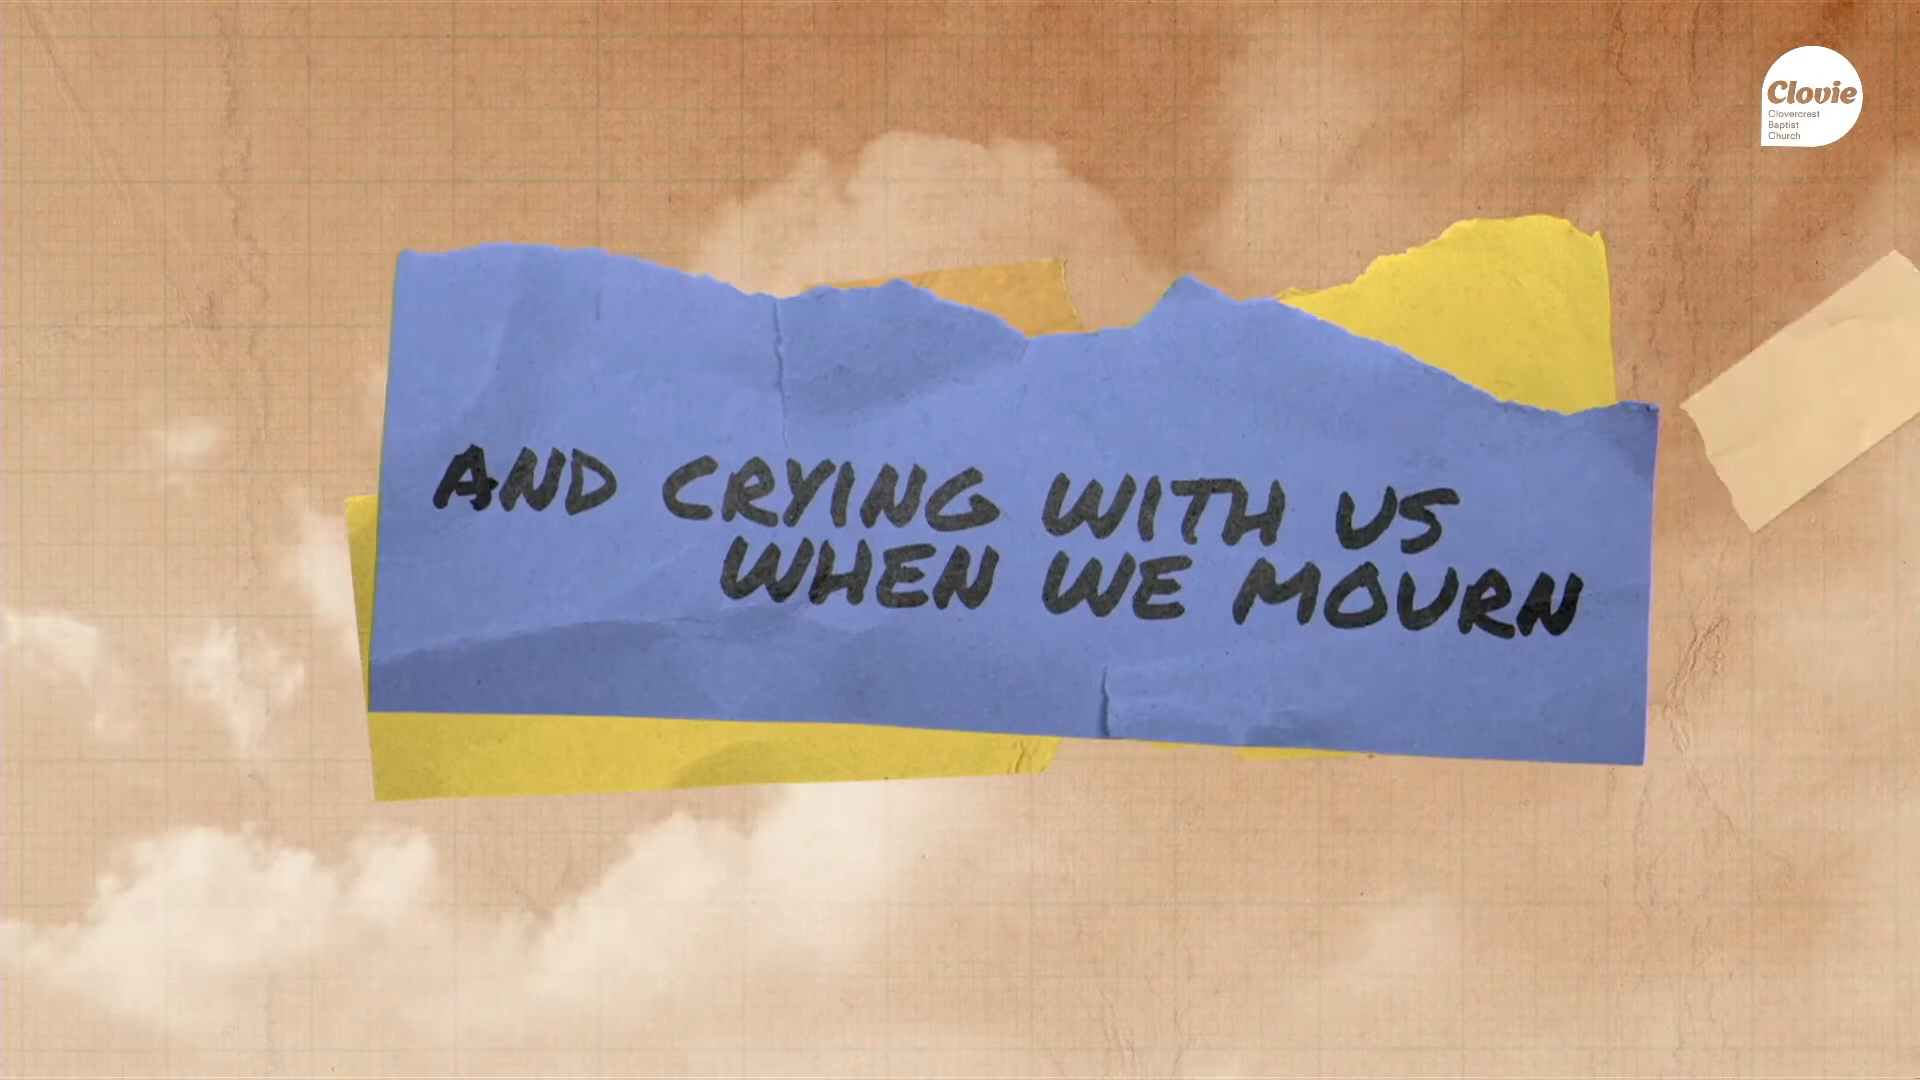 Clovie
Clovercrest
Baptist
Church
AND CRYING WITH US
WHEN WE MOURN